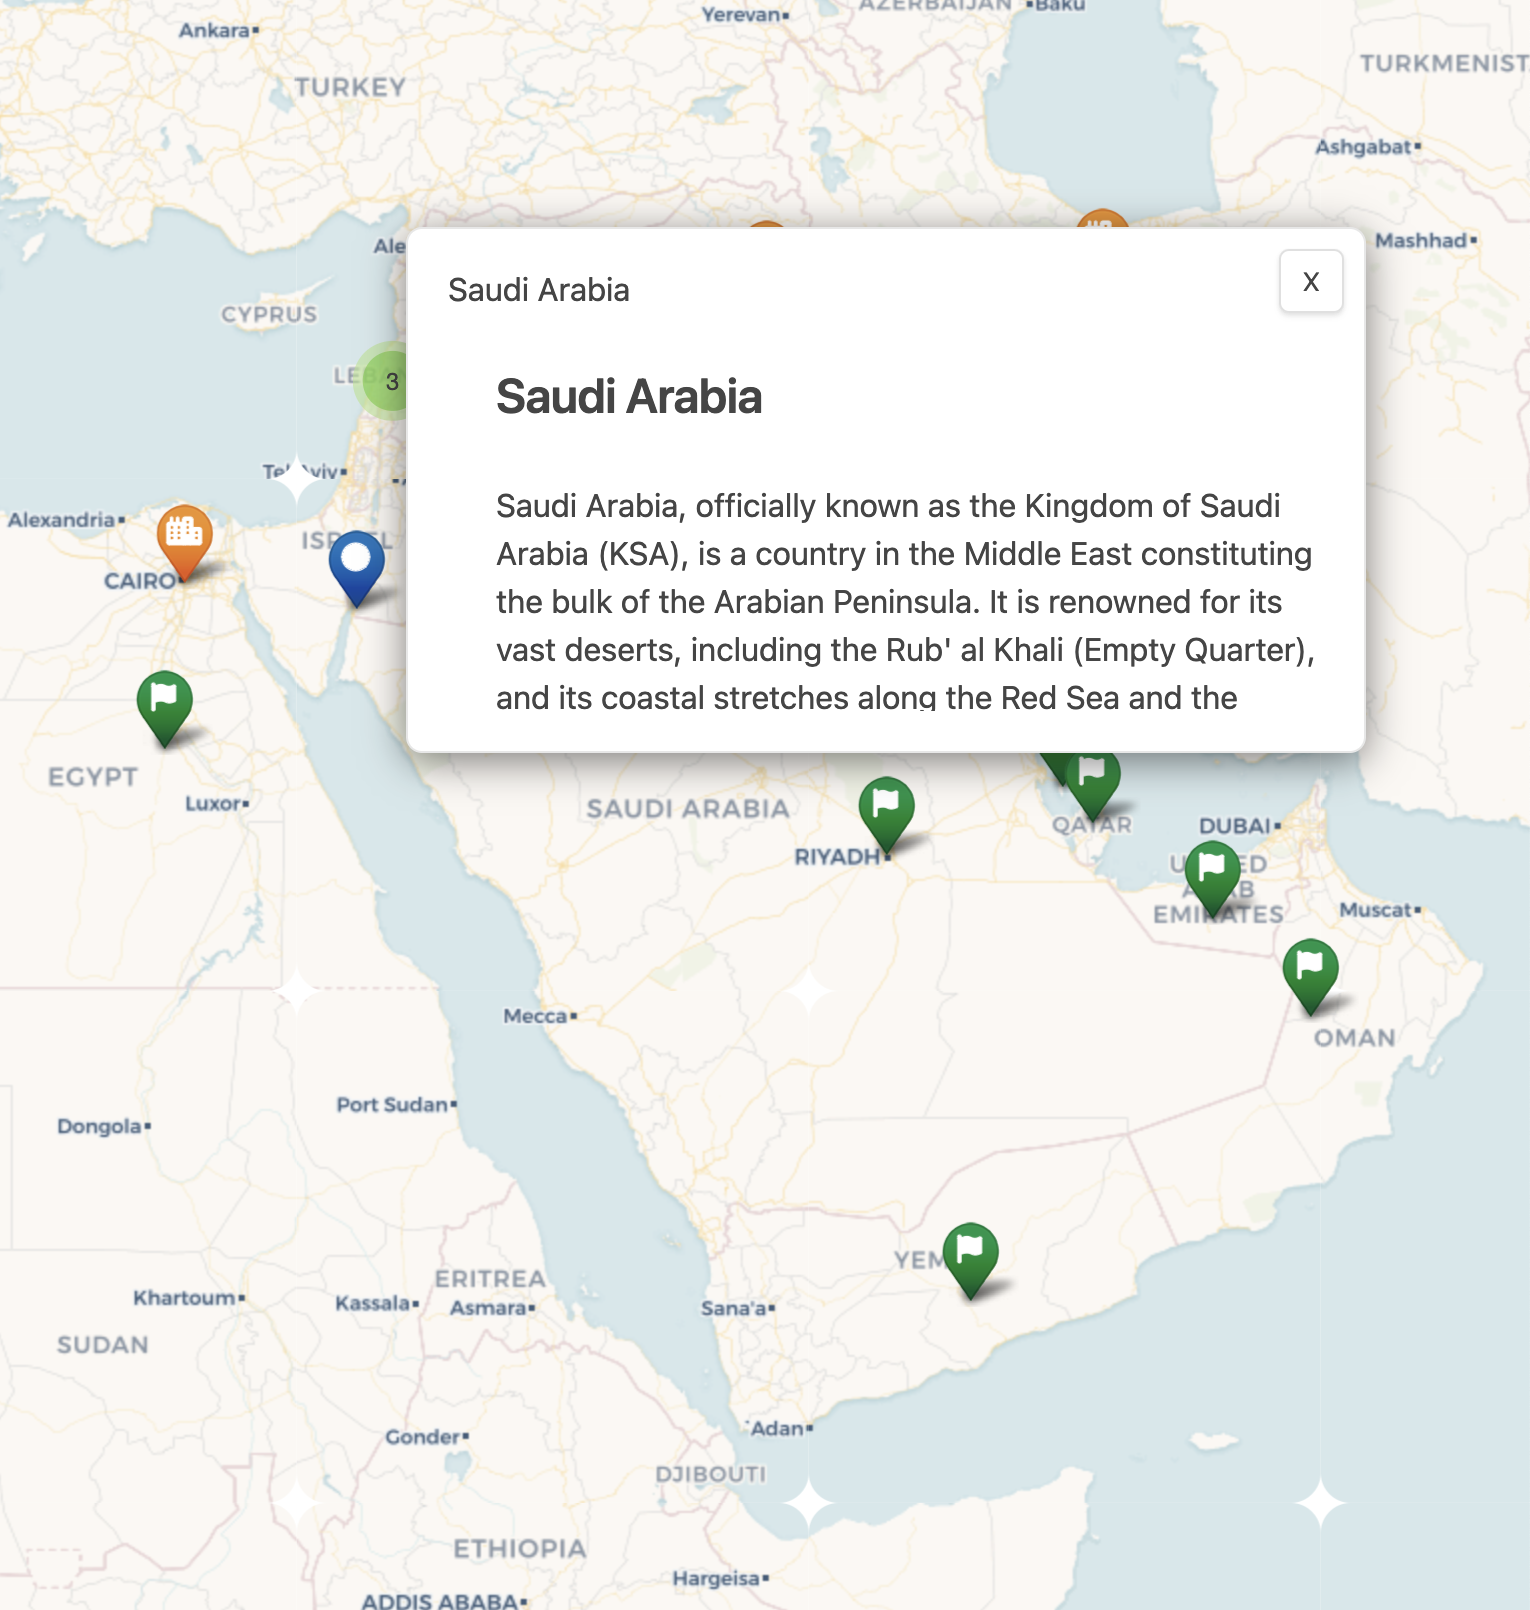 AZERBAIJAN
Baku
Yerevan
Ankara
TURKEY
TURKMENIST
Ashgabat
Mashhad
Ale
CYPRUS
Saudi Arabia
X
3
Saudi Arabia
Tel Aviv
Saudi Arabia, officially known as the Kingdom of Saudi
Arabia (KSA), is a country in the Middle East constituting
the bulk of the Arabian Peninsula. It is renowned for its
vast deserts, including the Rub' al Khali (Empty Quarter),
and its coastal stretches along the Red Sea and the
Alexandria
ISRAEL
CAIRO
EGYPT
Luxor
SAUDI ARABIA
RIYADH
QATAR
DUBAI
UNITED
ARAB
EMIRATES
Muscat
OMAN
Mecca
Port Sudan
Dongola
YEM
ERITREA
Khartoum
Kassala
Asmara
Sana'a
SUDAN
Gonder
`Adan
DJIBOUTI
ETHIOPIA
Hargeisa
ADDIS ABABA